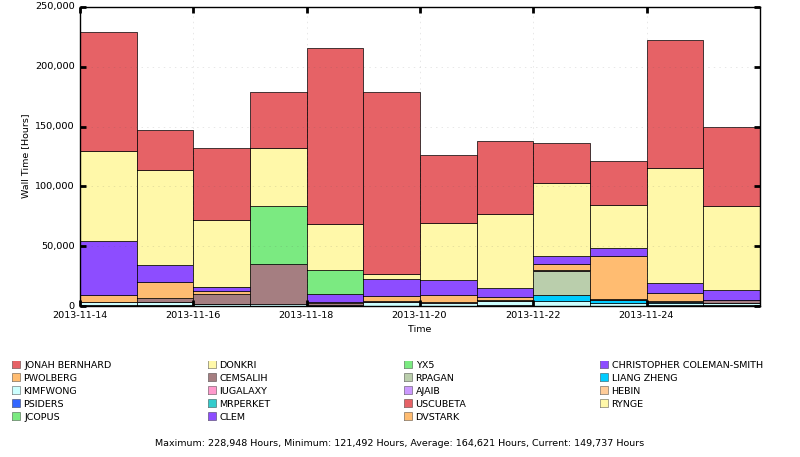 250,000
200,000
150,000
100,000
50,000
0
Wall Time [Hours]
2013-11-14 2013-11-16 2013-11-18 2013-11-20 2013-11-22 2013-11-24
Time
JONAH BERNHARD DONKRI YX5 CHRISTOPHER COLEMAN-SMITH
PWOLBERG CEMSALIH RPAGAN LIANG ZHENG
KIMFWONG IUGALAXY AJAIB HEBIN
PSIDERS MRPERKET USCUBETA RYNGE
JCOPUS CLEM DVSTARK
Maximum: 228,948 Hours, Minimum: 121,492 Hours, Average: 164,621 Hours, Current: 149,737 Hours